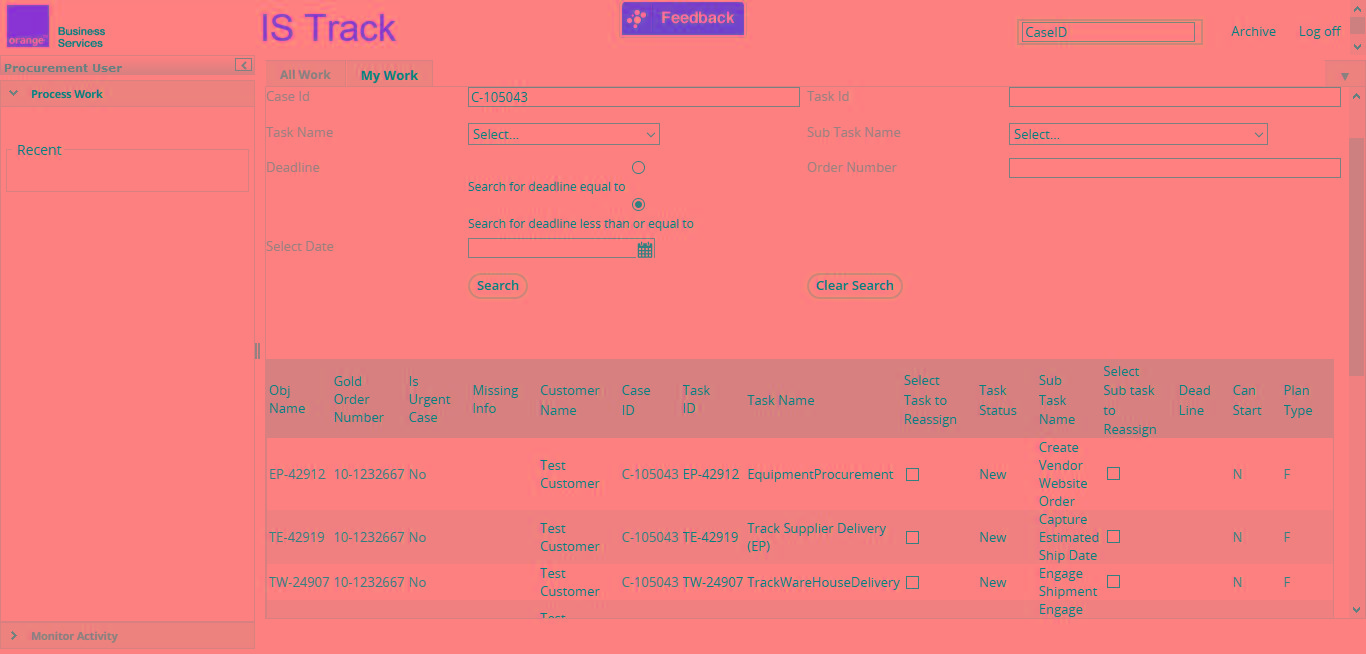 orange™
Business
Services
IS Track
Feedback
CaseID
Archive
Log off
Procurement User
All Work
My Work
Process Work
Recent
Monitor Activity
Case Id
C-105043
Task Id
Task Name
Select...
Sub Task Name
Select...
Deadline
Order Number
Search for deadline equal to
Search for deadline less than or equal to
Select Date
Search
Clear Search
Obj Name
Gold Order Number
Is Urgent Case
Missing Info
Customer Name
Case ID
Task ID
Task Name
Select Task to Reassign
Task Status
Sub Task Name
Select Sub task to Reassign
Dead Line
Can Start
Plan Type
EP-42912 10-1232667 No Test Customer C-105043 EP-42912 EquipmentProcurement New Create Vendor Website Order N F
TE-42919 10-1232667 No Test Customer C-105043 TE-42919 Track Supplier Delivery (EP) New Capture Estimated Ship Date N F
TW-24907 10-1232667 No Test Customer C-105043 TW-24907 TrackWareHouseDelivery New Engage Shipment N F
Test Engage